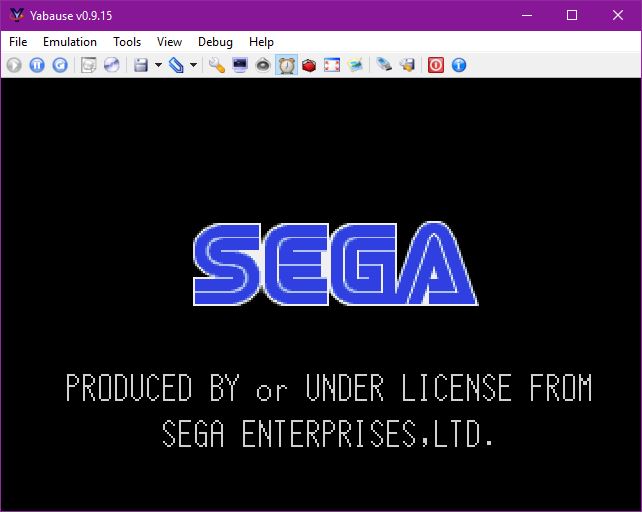 Yabause v0.9.15
File Emulation Tools View Debug Help
SEGA
PRODUCED BY or UNDER LICENSE FROM
SEGA ENTERPRISES,LTD.